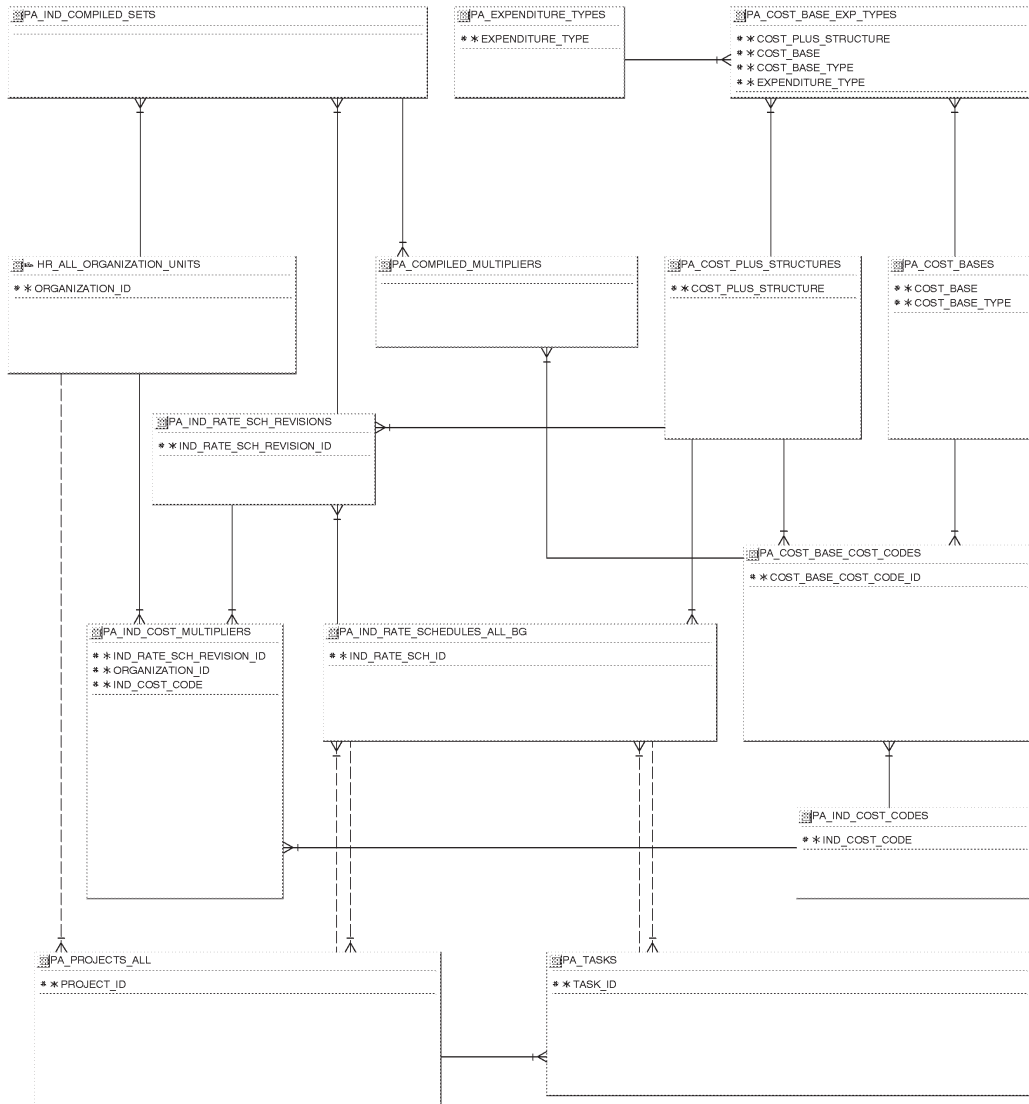 PA_IND_COMPILED_SETS
PA_EXPENDITURE_TYPES
# * EXPENDITURE_TYPE
PA_COST_BASE_EXP_TYPES
# * COST_PLUS_STRUCTURE
# * COST_BASE
# * COST_BASE_TYPE
# * EXPENDITURE_TYPE
HR_ALL_ORGANIZATION_UNITS
# * ORGANIZATION_ID
PA_COMPILED_MULTIPLIERS
PA_COST_PLUS_STRUCTURES
# * COST_PLUS_STRUCTURE
PA_COST_BASES
# * COST_BASE
# * COST_BASE_TYPE
PA_IND_RATE_SCH_REVISIONS
# * IND_RATE_SCH_REVISION_ID
PA_COST_BASE_COST_CODES
# * COST_BASE_COST_CODE_ID
PA_IND_COST_MULTIPLIERS
# * IND_RATE_SCH_REVISION_ID
# * ORGANIZATION_ID
# * IND_COST_CODE
PA_IND_RATE_SCHEDULES_ALL_BG
# * IND_RATE_SCH_ID
PA_IND_COST_CODES
# * IND_COST_CODE
PA_PROJECTS_ALL
# * PROJECT_ID
PA_TASKS
# * TASK_ID